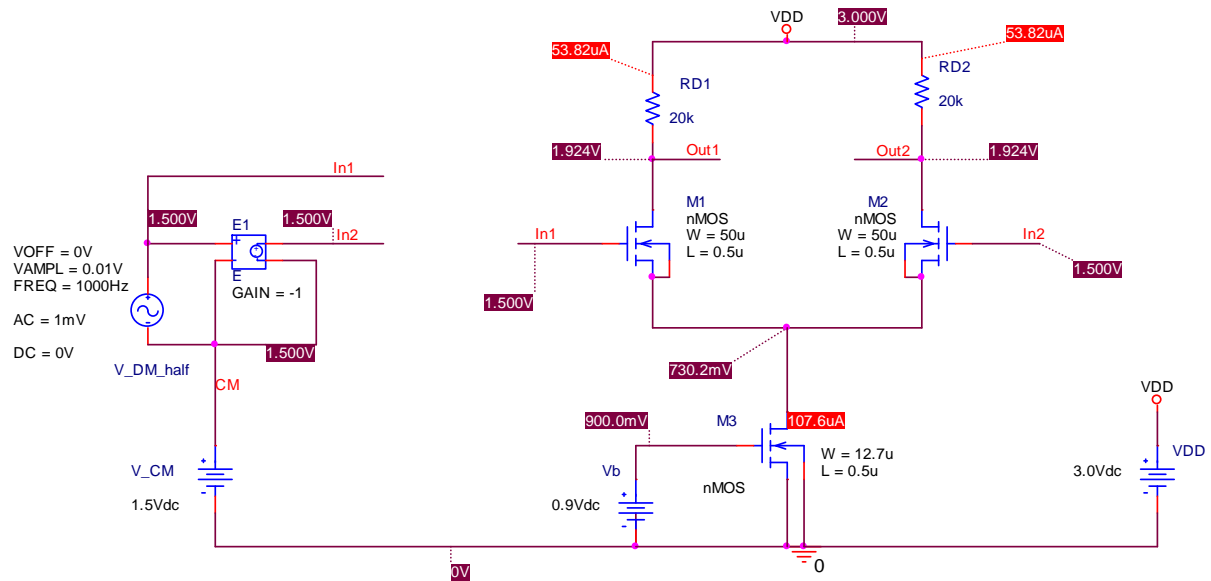 VDD
3.000V
53.82uA
53.82uA
RD1
20k
RD2
20k
1.924V
Out1
Out2
1.924V
In1
1.500V
1.500V
E1
In2
E
GAIN = -1
VOFF = 0V
VAMPL = 0.01V
FREQ = 1000Hz
AC = 1mV
DC = 0V
V_DM_half
1.500V
CM
M1
nMOS
W = 50u
L = 0.5u
In1
1.500V
M2
nMOS
W = 50u
L = 0.5u
In2
1.500V
730.2mV
900.0mV
M3
107.6uA
W = 12.7u
L = 0.5u
nMOS
Vb
0.9Vdc
V_CM
1.5Vdc
VDD
VDD
3.0Vdc
0V
0